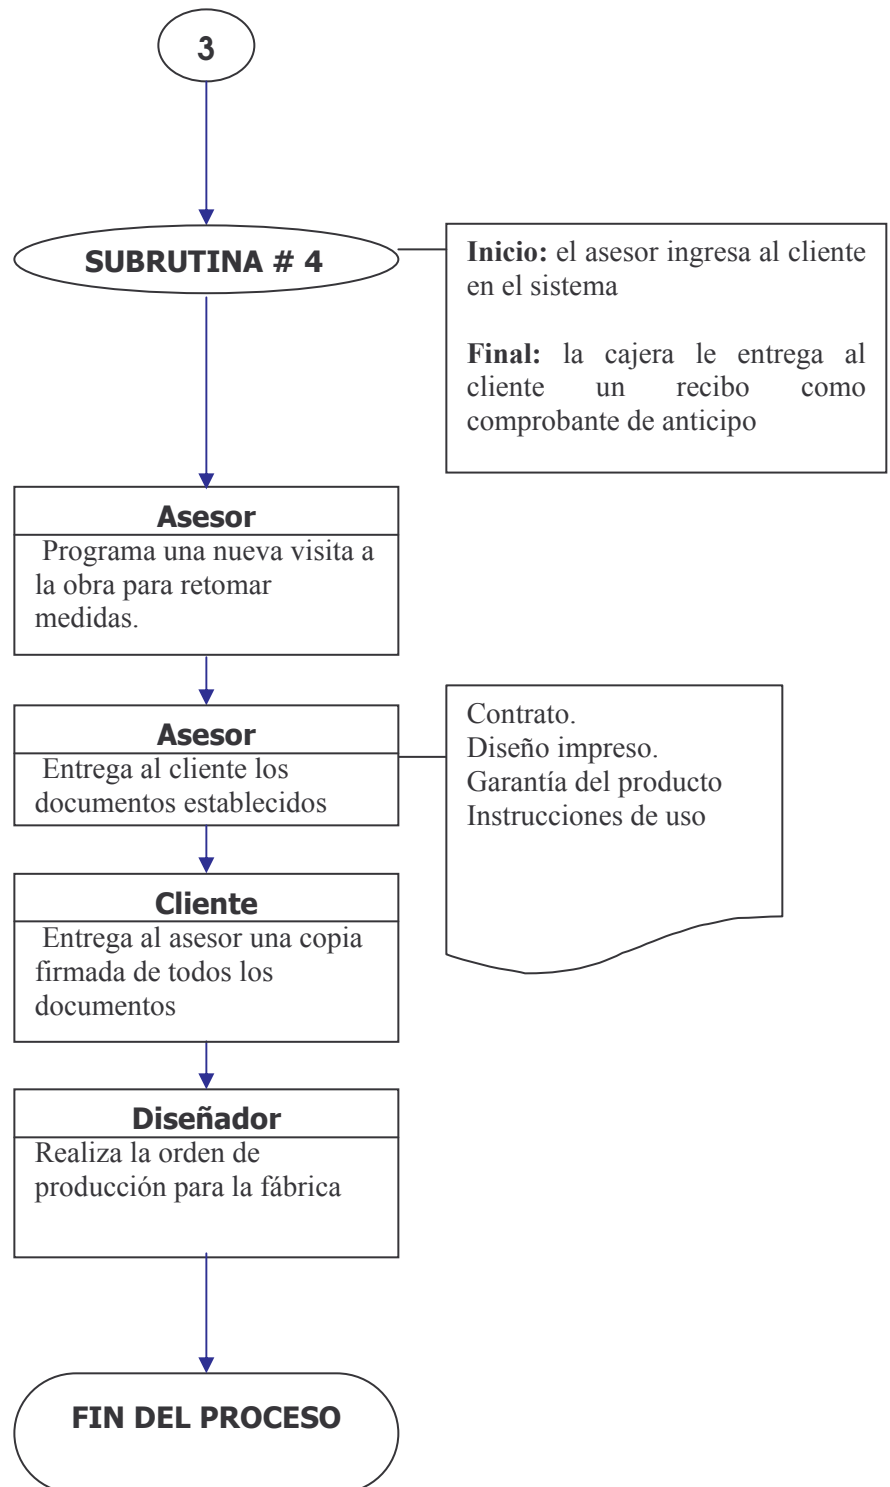 3
SUBRUTINA # 4
Inicio: el asesor ingresa al cliente
en el sistema
Final: la cajera le entrega al
cliente un recibo como
comprobante de anticipo
Asesor
Programa una nueva visita a
la obra para retomar
medidas.
Asesor
Entrega al cliente los
documentos establecidos
Contrato.
Diseño impreso.
Garantía del producto
Instrucciones de uso
Cliente
Entrega al asesor una copia
firmada de todos los
documentos
Diseñador
Realiza la orden de
producción para la fábrica
FIN DEL PROCESO